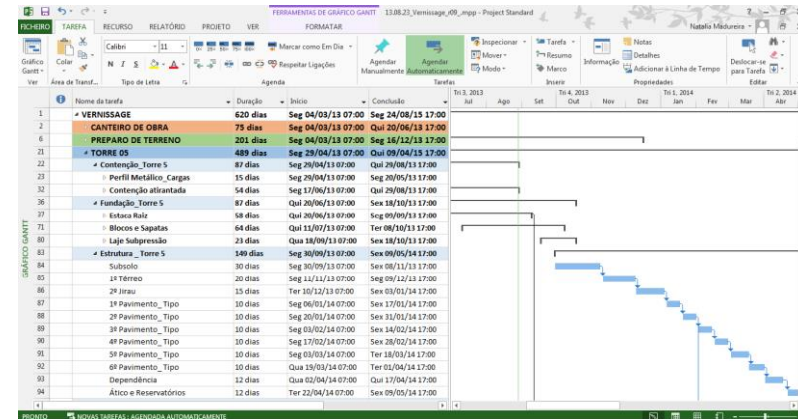 FERRAMENTAS DE GRÁFICO GANTT 13.08.23_Vernissage_r09_.mpp - Project Standard
FICHEIRO TAREFA RECURSO RELATÓRIO PROJETO VER FORMATAR Natalia Madureira
Gráfico Gantt Colar Calibri 11 Marcar como Em Dia Agendar Manualmente Agendar Automaticamente Inspecionar Tarefa Informação Notas Deslocar-se para Tarefa Editar
Respeitar Ligações Mover Resumo Detalhes
N I S Modo Marco Adicionar à Linha de Tempo
Ver Área de Transf... Tipo de Letra Agenda Tarefas Inserir Propriedades
Tri 3, 2013 Tri 4, 2013 Tri 1, 2014 Tri 2, 2014
Nome da tarefa Duração Início Conclusão Jul Ago Set Out Nov Dez Jan Fev Mar Abr
1 VERNISSAGE 620 dias Seg 04/03/13 07:00 Seg 24/08/15 17:00
2 CANTEIRO DE OBRA 75 dias Seg 04/03/13 07:00 Qui 20/06/13 17:00
6 PREPARO DE TERRENO 201 dias Seg 04/03/13 07:00 Seg 16/12/13 17:00
21 TORRE 05 489 dias Seg 29/04/13 07:00 Qui 09/04/15 17:00
22 Contenção_Torre 5 87 dias Seg 29/04/13 07:00 Qui 29/08/13 17:00
23 Perfil Metálico_Cargas 15 dias Seg 29/04/13 07:00 Seg 20/05/13 17:00
32 Contenção atirantada 54 dias Seg 17/06/13 07:00 Qui 29/08/13 17:00
36 Fundação_Torre 5 87 dias Qui 20/06/13 07:00 Sex 18/10/13 17:00
37 Estaca Raiz 58 dias Qui 20/06/13 07:00 Seg 09/09/13 17:00
71 Blocos e Sapatas 64 dias Qui 11/07/13 07:00 Ter 08/10/13 17:00
80 Laje Subpressão 23 dias Qua 18/09/13 07:00 Sex 18/10/13 17:00
83 Estrutura _ Torre 5 149 dias Seg 30/09/13 07:00 Sex 09/05/14 17:00
84 Subsolo 30 dias Seg 30/09/13 07:00 Sex 08/11/13 17:00
85 1º Térreo 20 dias Seg 11/11/13 07:00 Seg 09/12/13 17:00
86 2º Jirau 15 dias Ter 10/12/13 07:00 Sex 03/01/14 17:00
87 1º Pavimento_Tipo 10 dias Seg 06/01/14 07:00 Sex 17/01/14 17:00
88 2º Pavimento_Tipo 10 dias Seg 20/01/14 07:00 Sex 31/01/14 17:00
89 3º Pavimento_Tipo 10 dias Seg 03/02/14 07:00 Sex 14/02/14 17:00
90 4º Pavimento_Tipo 10 dias Seg 17/02/14 07:00 Sex 28/02/14 17:00
91 5º Pavimento_Tipo 10 dias Seg 03/03/14 07:00 Ter 18/03/14 17:00
92 6º Pavimento_Tipo 10 dias Qua 19/03/14 07:00 Ter 01/04/14 17:00
93 Dependência 12 dias Qua 02/04/14 07:00 Qui 17/04/14 17:00
94 Ático e Reservatórios 12 dias Ter 22/04/14 07:00 Sex 09/05/14 17:00
GRÁFICO GANTT
PRONTO NOVAS TAREFAS : AGENDADA AUTOMATICAMENTE